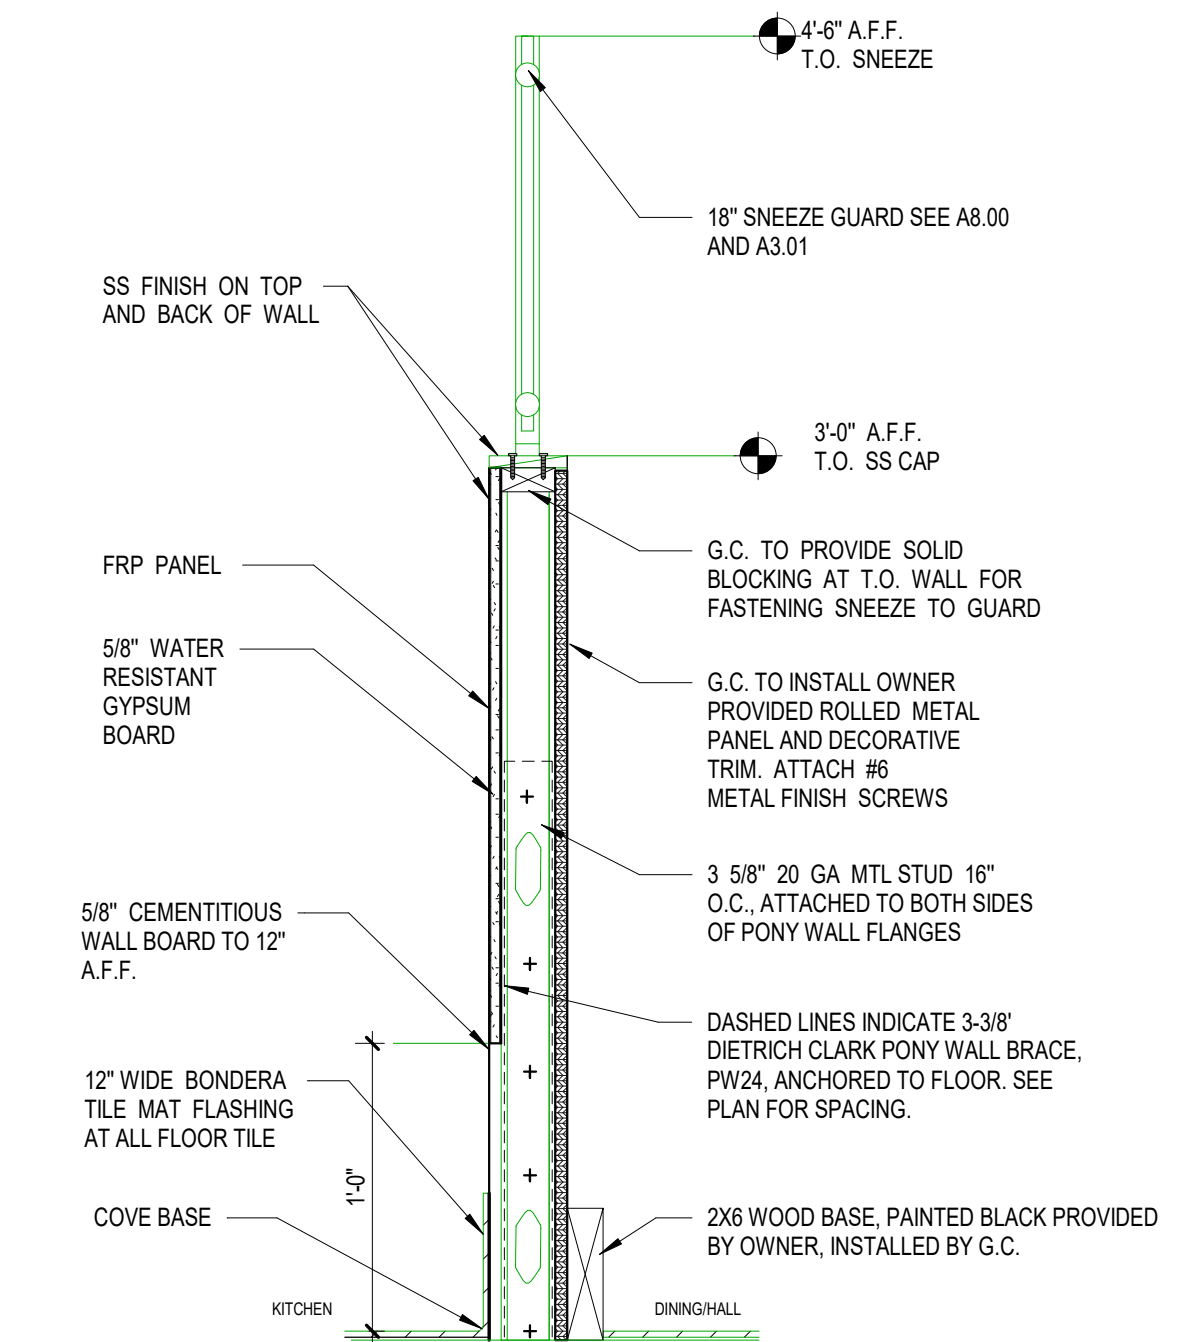 4'-6" A.F.F.
T.O. SNEEZE
18" SNEEZE GUARD SEE A8.00
AND A3.01
SS FINISH ON TOP
AND BACK OF WALL
3'-0" A.F.F.
T.O. SS CAP
FRP PANEL
G.C. TO PROVIDE SOLID
BLOCKING AT T.O. WALL FOR
FASTENING SNEEZE TO GUARD
5/8" WATER
RESISTANT
GYPSUM
BOARD
G.C. TO INSTALL OWNER
PROVIDED ROLLED METAL
PANEL AND DECORATIVE
TRIM. ATTACH #6
METAL FINISH SCREWS
3 5/8" 20 GA MTL STUD 16"
O.C., ATTACHED TO BOTH SIDES
OF PONY WALL FLANGES
5/8" CEMENTITIOUS
WALL BOARD TO 12"
A.F.F.
DASHED LINES INDICATE 3-3/8'
DIETRICH CLARK PONY WALL BRACE,
PW24, ANCHORED TO FLOOR. SEE
PLAN FOR SPACING.
12" WIDE BONDERA
TILE MAT FLASHING
AT ALL FLOOR TILE
1'-0"
COVE BASE
2X6 WOOD BASE, PAINTED BLACK PROVIDED
BY OWNER, INSTALLED BY G.C.
KITCHEN
DINING/HALL